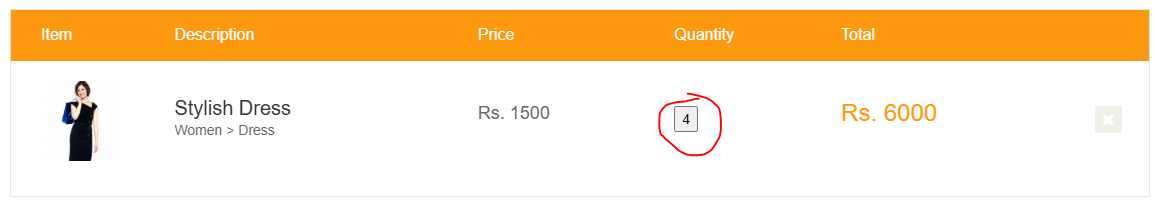 Item Description Price Quantity Total
Stylish Dress Rs. 1500 4 Rs. 6000
Women > Dress